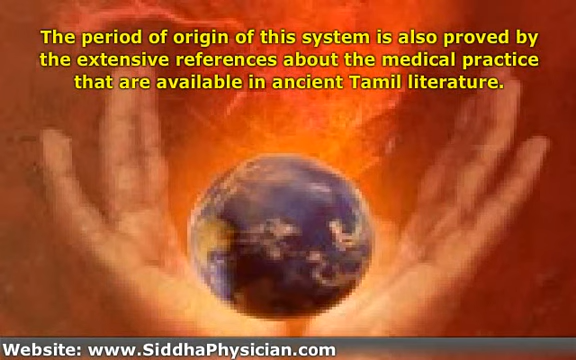 The period of origin of this system is also proved by
the extensive references about the medical practice
that are available in ancient Tamil literature.
Website: www.SiddhaPhysician.com